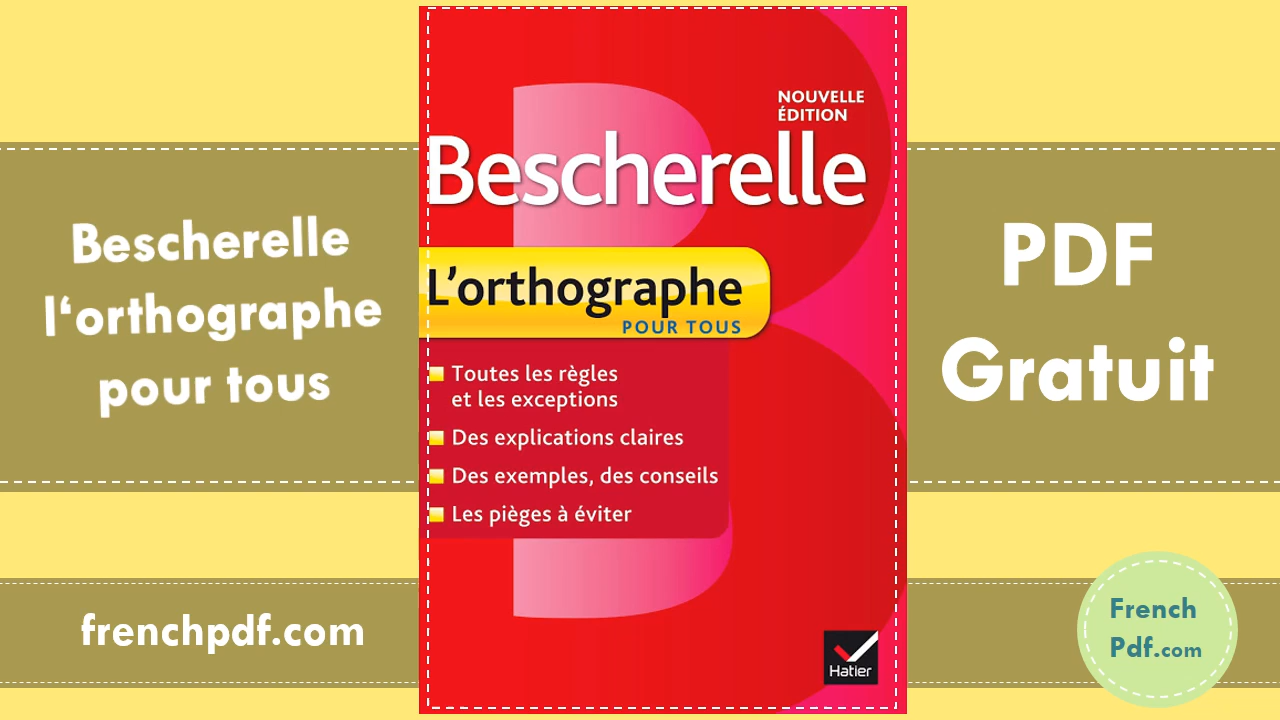 Bescherelle
l‘orthographe
pour tous
NOUVELLE
ÉDITION
Bescherelle
L’orthographe
POUR TOUS
Toutes les règles
et les exceptions
Des explications claires
Des exemples, des conseils
Les pièges à éviter
Hatier
PDF
Gratuit
frenchpdf.com
French
Pdf.com